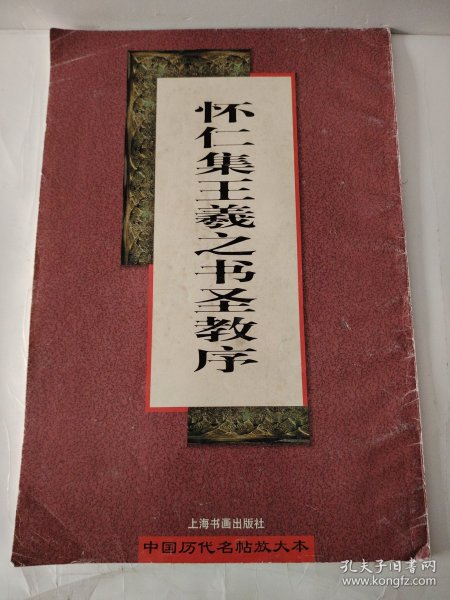 怀仁集王羲之书圣教序
上海书画出版社
中国历代名帖放大本
孔夫子旧书网
www.kongfz.com